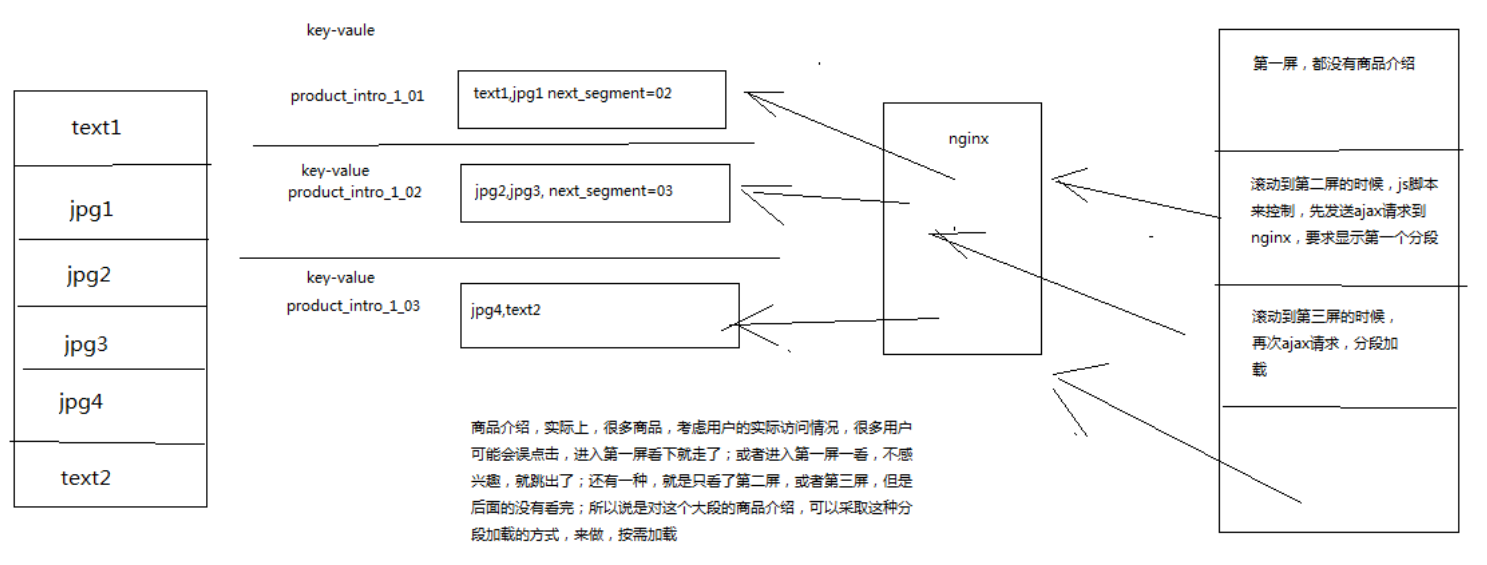 text1
jpg1
jpg2
jpg3
jpg4
text2
key-vaule
product_intro_1_01
text1,jpg1 next_segment=02
key-value
product_intro_1_02
jpg2,jpg3, next_segment=03
key-value
product_intro_1_03
jpg4,text2
nginx
第一屏，都没有商品介绍
滚动到第二屏的时候，js脚本
来控制，先发送ajax请求到
nginx，要求显示第一个分段
滚动到第三屏的时候，
再次ajax请求，分段加
载
商品介绍，实际上，很多商品，考虑用户的实际访问情况，很多用户
可能会误点击，进入第一屏看下就走了；或者进入第一屏一看，不感
兴趣，就跳出了；还有一种，就是只看了第二屏，或者第三屏，但是
后面的没有看完；所以说是对这个大段的商品介绍，可以采取这种分
段加载的方式，来做，按需加载